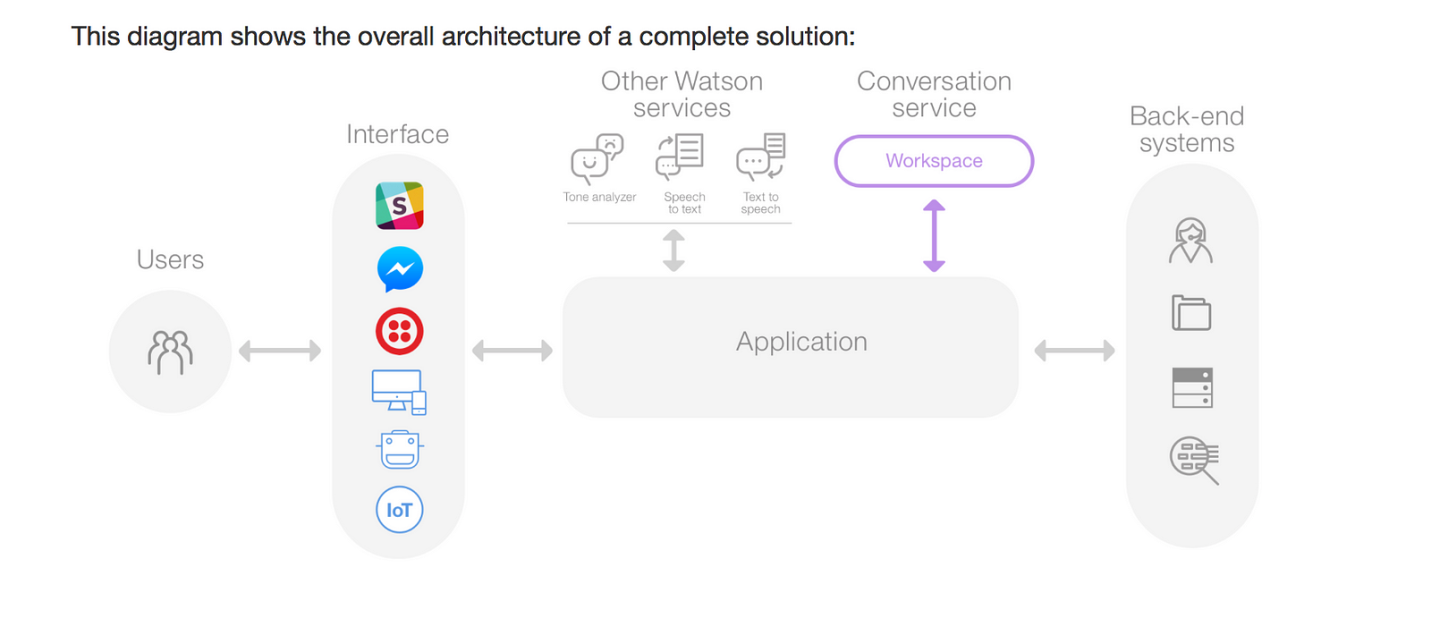 This diagram shows the overall architecture of a complete solution:
Other Watson
services
Conversation
service
Back-end
systems
Interface
Workspace
Tone analyzer
Speech
to text
Text to
speech
S
Users
Application
IoT